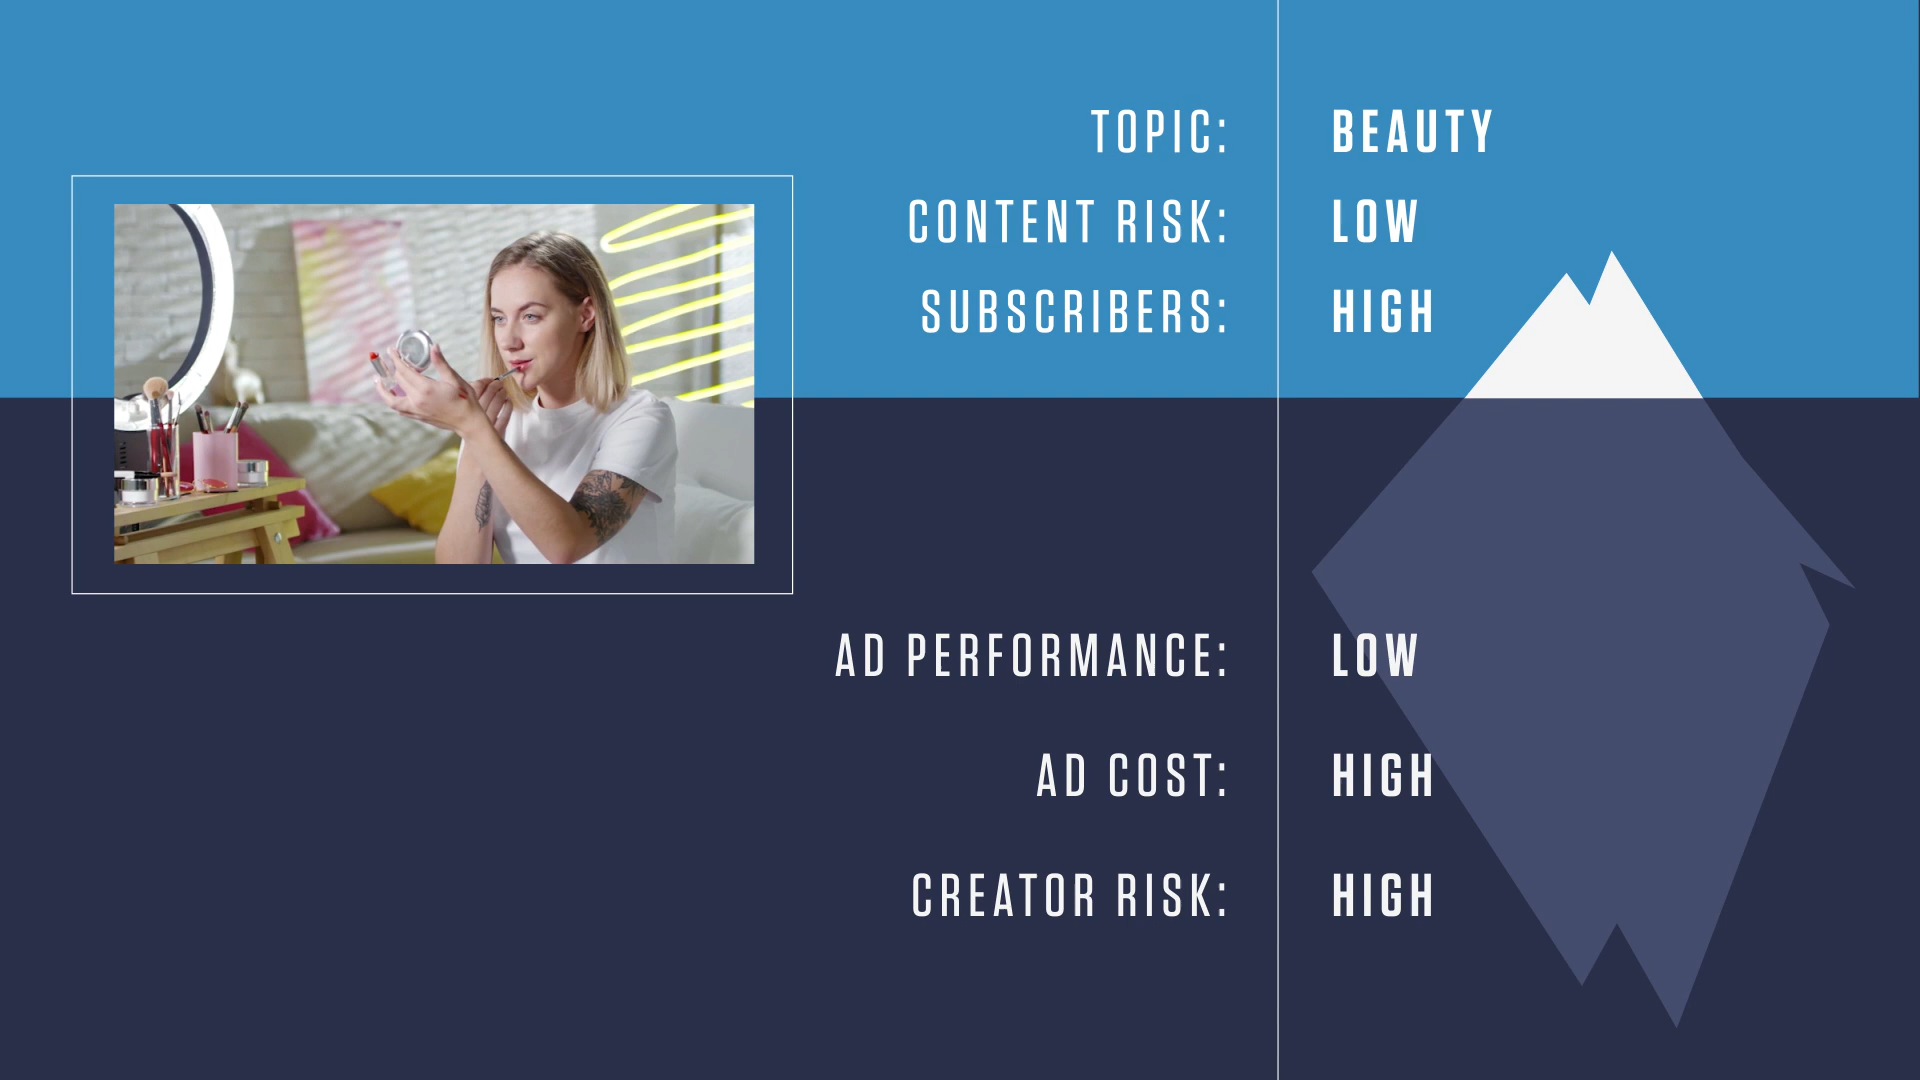 TOPIC: BEAUTY
CONTENT RISK: LOW
SUBSCRIBERS: HIGH
AD PERFORMANCE: LOW
AD COST: HIGH
CREATOR RISK: HIGH